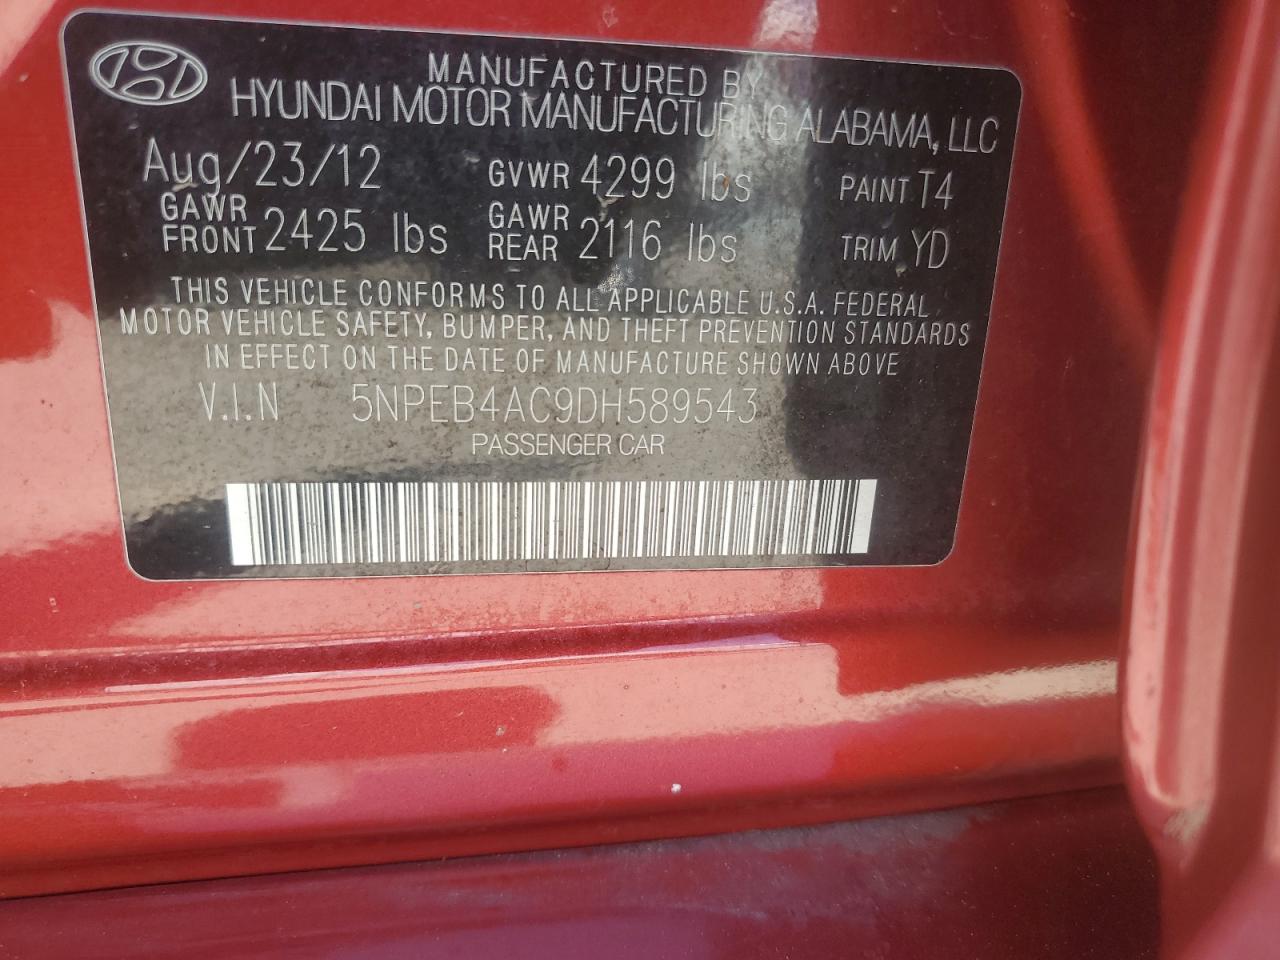 MANUFACTURED BY
HYUNDAI MOTOR MANUFACTURING ALABAMA, LLC
Aug/23/12 GVWR 4299 lbs PAINT T4
GAWR FRONT 2425 lbs GAWR REAR 2116 lbs TRIM YD
THIS VEHICLE CONFORMS TO ALL APPLICABLE U.S.A. FEDERAL
MOTOR VEHICLE SAFETY, BUMPER, AND THEFT PREVENTION STANDARDS
IN EFFECT ON THE DATE OF MANUFACTURE SHOWN ABOVE
V.I.N 5NPEB4AC9DH589543
PASSENGER CAR